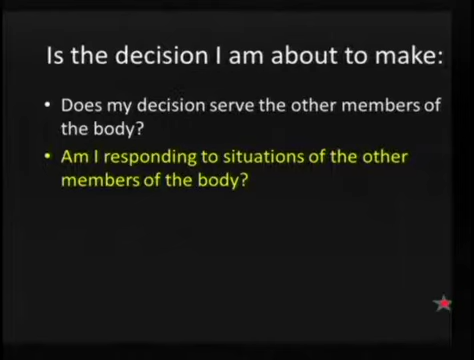 Is the decision I am about to make:
• Does my decision serve the other members of
the body?
• Am I responding to situations of the other
members of the body?